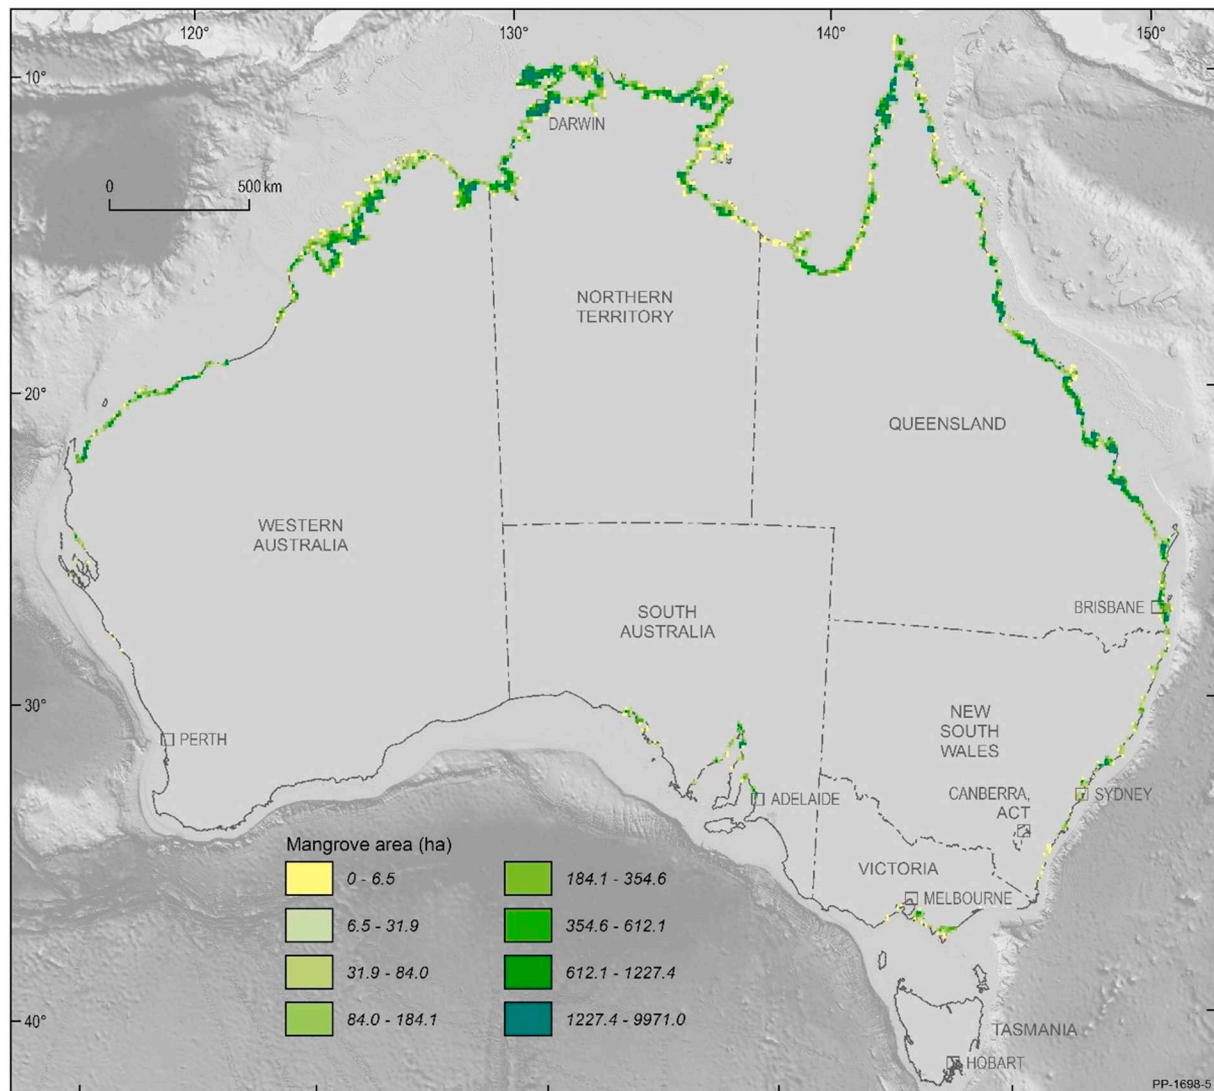 120°
130°
140°
150°
10°
DARWIN
0
500 km
NORTHERN
TERRITORY
20°
QUEENSLAND
WESTERN
AUSTRALIA
BRISBANE
SOUTH
AUSTRALIA
30°
NEW
SOUTH
WALES
PERTH
ADELAIDE
CANBERRA,
ACT
SYDNEY
Mangrove area (ha)
0 - 6.5
6.5 - 31.9
31.9 - 84.0
84.0 - 184.1
184.1 - 354.6
354.6 - 612.1
612.1 - 1227.4
1227.4 - 9971.0
VICTORIA
MELBOURNE
40°
TASMANIA
HOBART
PP-1698-5